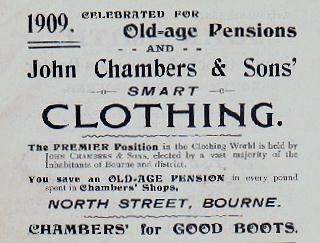 1909. CELEBRATED FOR
Old-age Pensions
AND
John Chambers & Sons'
SMART
CLOTHING.
The PREMIER Position in the Clothing World is held by
JOHN CHAMBERS & SONS, elected by a vast majority of the
Inhabitants of Bourne and district.
You save an OLD-AGE PENSION in every pound
spent in Chambers' Shops,
NORTH STREET, BOURNE.
CHAMBERS' for GOOD BOOTS.